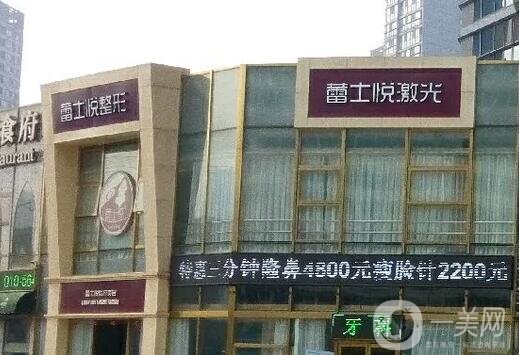 蕾士悦整形
蕾士悦激光
食府
aurant
010-564
特惠三分钟隆鼻4800元瘦脸针2200元
牙
一美网